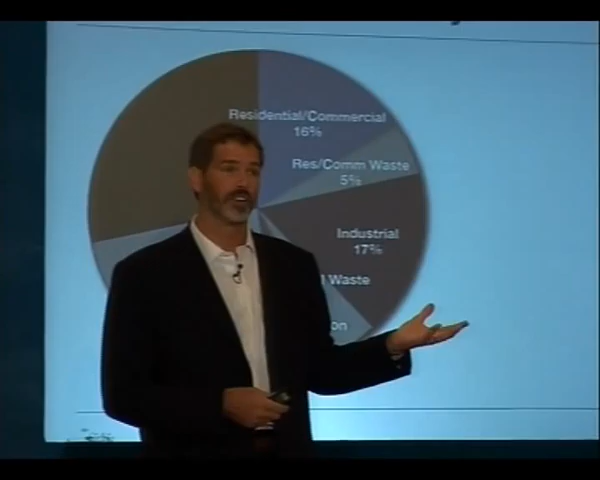 Residential/Commercial
16%
Res/Comm Waste
5%
Industrial
17%
Waste